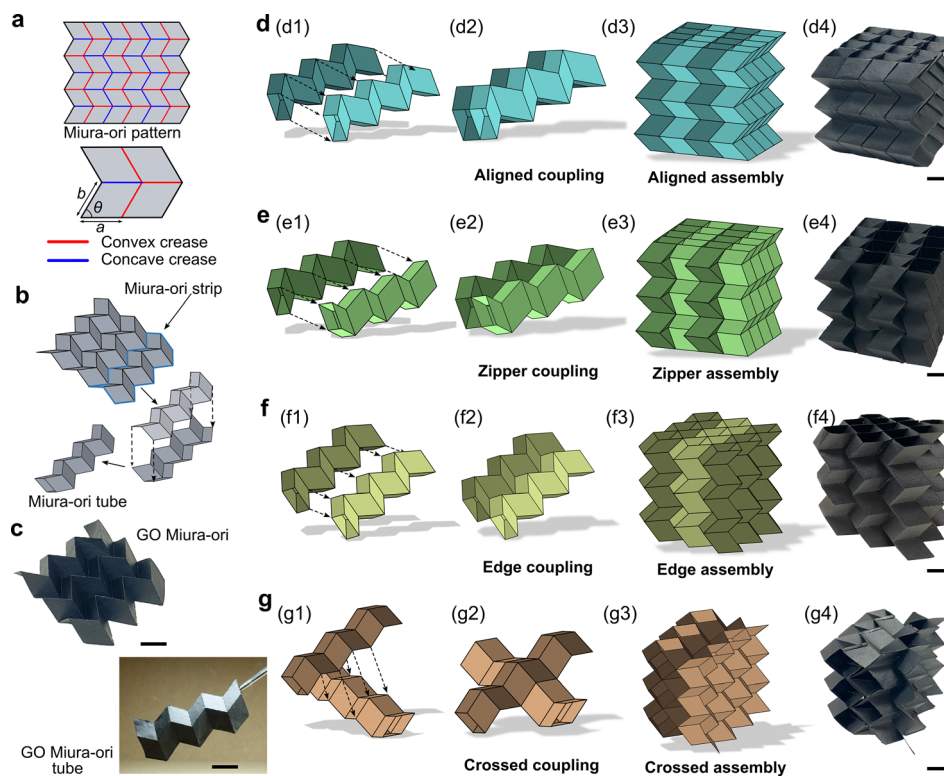 a
Miura-ori pattern
b
θ
a
Convex crease
Concave crease
b
Miura-ori strip
Miura-ori tube
c
GO Miura-ori
GO Miura-ori
tube
d
(d1)
(d2)
(d3)
(d4)
Aligned coupling
Aligned assembly
e
(e1)
(e2)
(e3)
(e4)
Zipper coupling
Zipper assembly
f
(f1)
(f2)
(f3)
(f4)
Edge coupling
Edge assembly
g
(g1)
(g2)
(g3)
(g4)
Crossed coupling
Crossed assembly